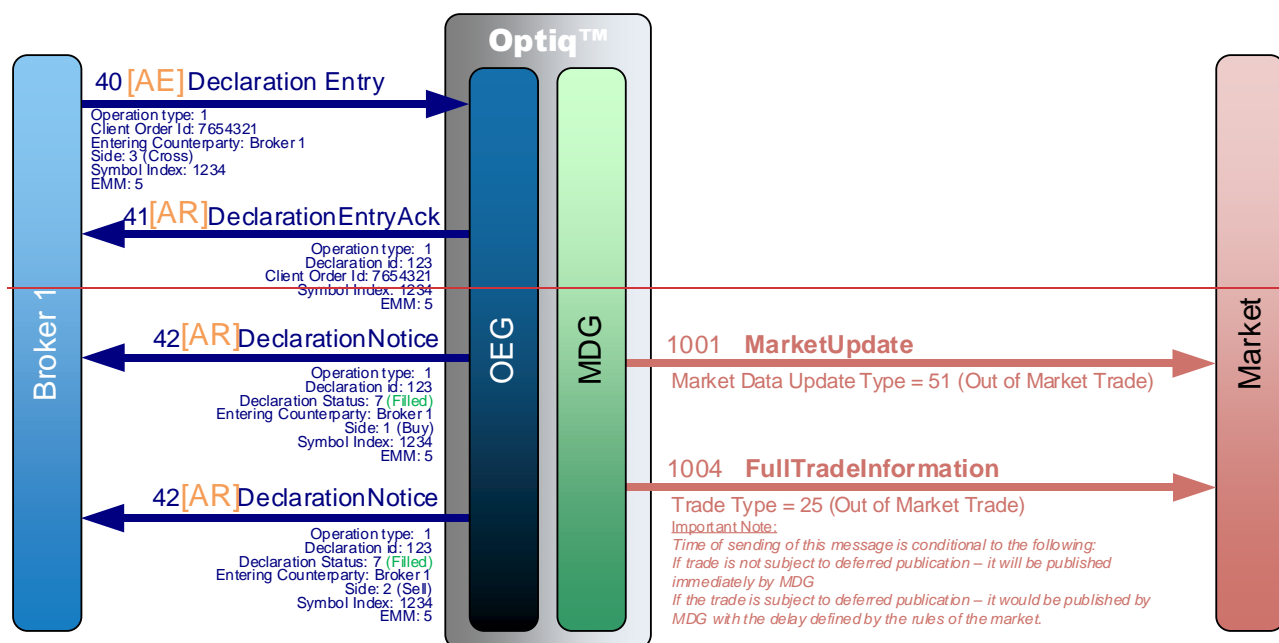 Optiq™
40 [AE] Declaration Entry
Operation type: 1
Client Order Id: 7654321
Entering Counterparty: Broker 1
Side: 3 (Cross)
Symbol Index: 1234
EMM: 5
41[AR]DeclarationEntryAck
Operation type: 1
Declaration id: 123
Client Order Id: 7654321
Symbol Index: 1234
EMM: 5
Broker 1
OEG
MDG
Market
42[AR]DeclarationNotice
Operation type: 1
Declaration id: 123
Declaration Status: 7 (Filled)
Entering Counterparty: Broker 1
Side: 1 (Buy)
Symbol Index: 1234
EMM: 5
1001 MarketUpdate
Market Data Update Type = 51 (Out of Market Trade)
42[AR]DeclarationNotice
Operation type: 1
Declaration id: 123
Declaration Status: 7 (Filled)
Entering Counterparty: Broker 1
Side: 2 (Sell)
Symbol Index: 1234
EMM: 5
1004 FullTradeInformation
Trade Type = 25 (Out of Market Trade)
Important Note:
Time of sending of this message is conditional to the following:
If trade is not subject to deferred publication – it will be published
immediately by MDG
If the trade is subject to deferred publication – it would be published by
MDG with the delay defined by the rules of the market.